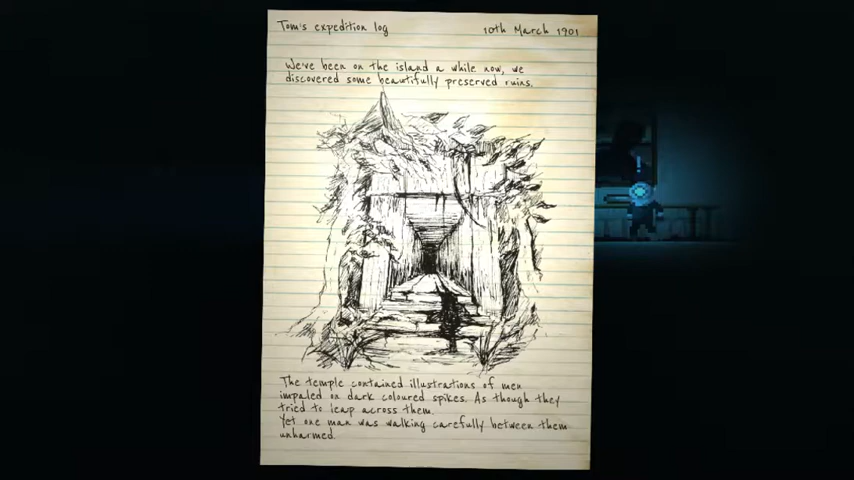 Tom's expedition log
10th March 1901
We've been on the island a while now, we
discovered some beautifully preserved ruins.
The temple contained illustrations of men
impaled on dark coloured spikes. As though they
tried to leap across them.
Yet one man was walking carefully between them
unharmed.